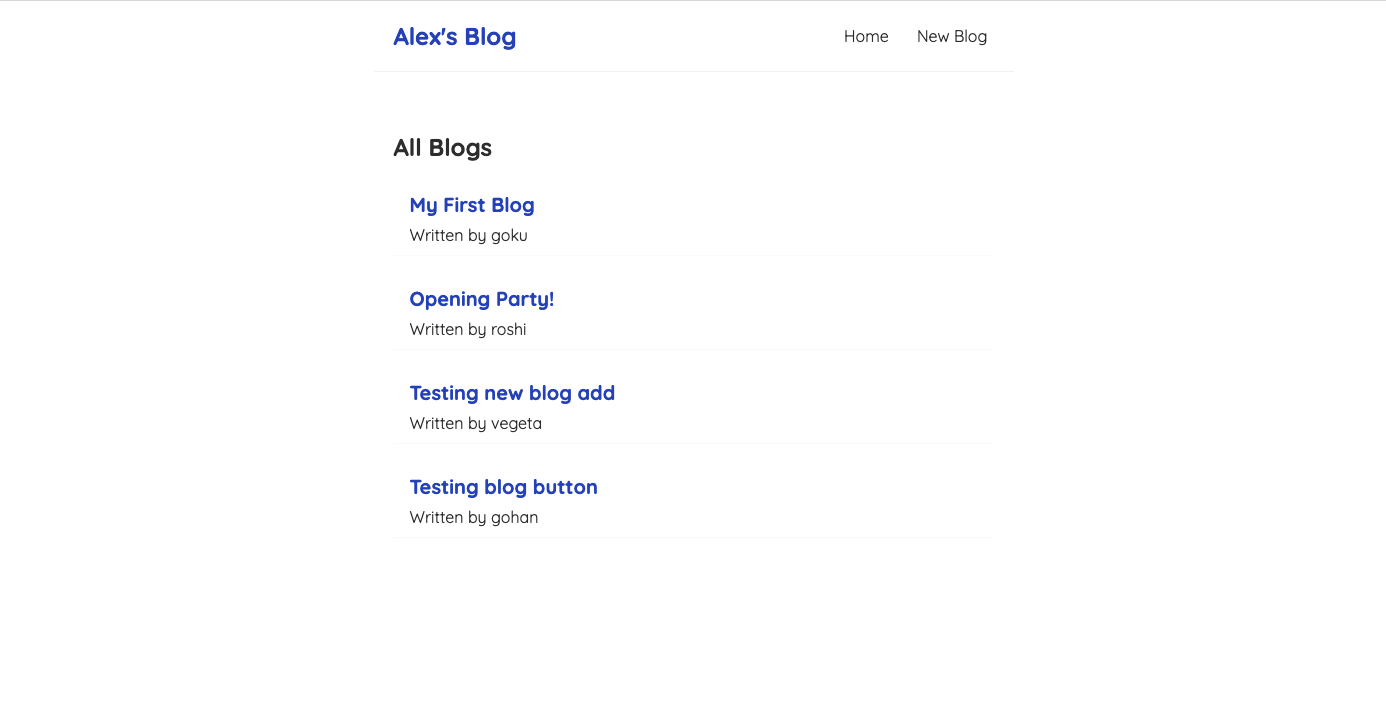 Alex's Blog
Home New Blog
All Blogs
My First Blog
Written by goku
Opening Party!
Written by roshi
Testing new blog add
Written by vegeta
Testing blog button
Written by gohan